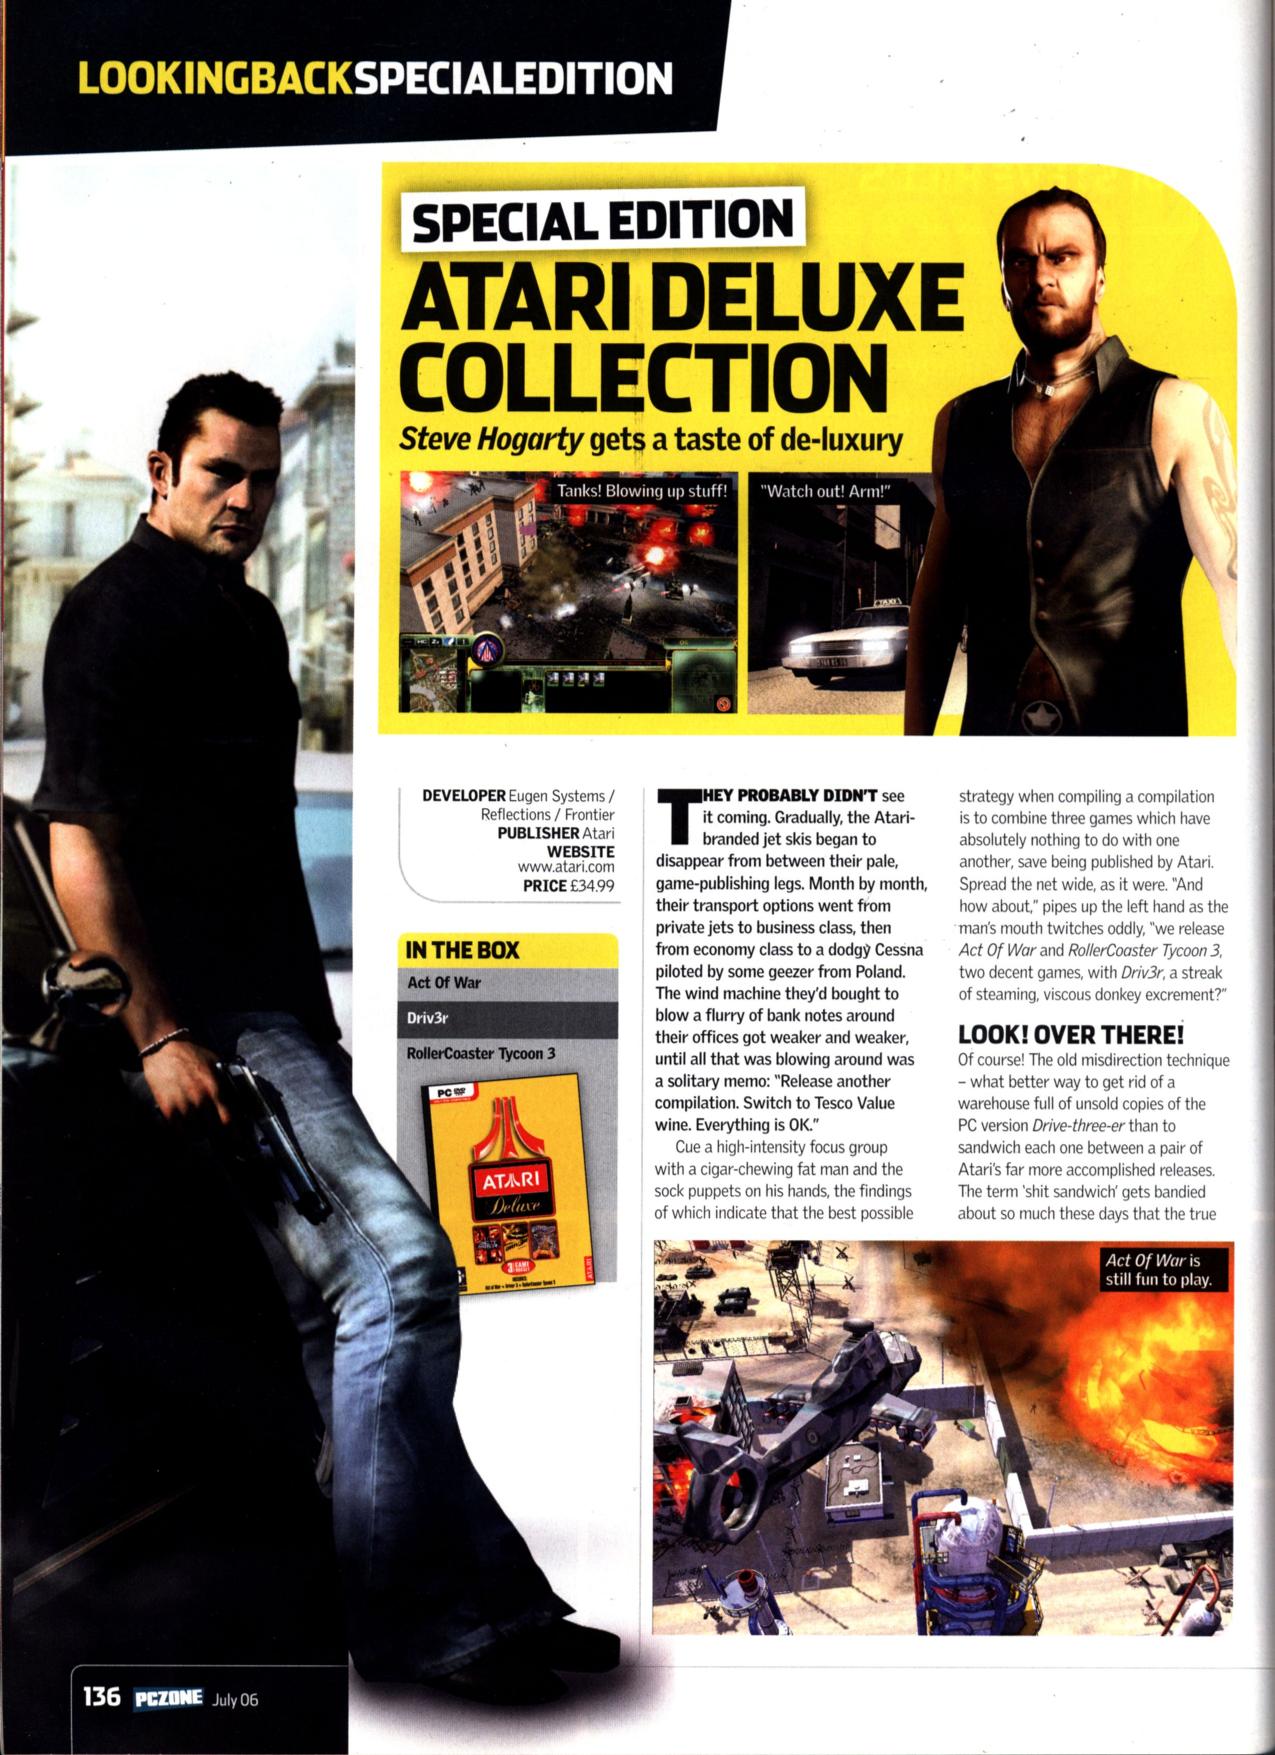 LOOKINGBACKSPECIALEDITION
SPECIAL EDITION
ATARI DELUXE
COLLECTION
Steve Hogarty gets a taste of de-luxury
Tanks! Blowing up stuff!
"Watch out! Arm!"
TAXI
DEVELOPER Eugen Systems /
Reflections / Frontier
PUBLISHER Atari
WEBSITE
www.atari.com
PRICE £34.99
IN THE BOX
Act Of War
Driv3r
RollerCoaster Tycoon 3
PC DVD
ATARI
Deluxe
3 GAME
THEY PROBABLY DIDN'T see
it coming. Gradually, the Atari-
branded jet skis began to
disappear from between their pale,
game-publishing legs. Month by month,
their transport options went from
private jets to business class, then
from economy class to a dodgy Cessna
piloted by some geezer from Poland.
The wind machine they'd bought to
blow a flurry of bank notes around
their offices got weaker and weaker,
until all that was blowing around was
a solitary memo: "Release another
compilation. Switch to Tesco Value
wine. Everything is OK."
Cue a high-intensity focus group
with a cigar-chewing fat man and the
sock puppets on his hands, the findings
of which indicate that the best possible
strategy when compiling a compilation
is to combine three games which have
absolutely nothing to do with one
another, save being published by Atari.
Spread the net wide, as it were. "And
how about," pipes up the left hand as the
man's mouth twitches oddly, "we release
Act Of War and RollerCoaster Tycoon 3,
two decent games, with Driv3r, a streak
of steaming, viscous donkey excrement?"
LOOK! OVER THERE!
Of course! The old misdirection technique
– what better way to get rid of a
warehouse full of unsold copies of the
PC version Drive-three-er than to
sandwich each one between a pair of
Atari's far more accomplished releases.
The term 'shit sandwich' gets bandied
about so much these days that the true
Act Of War is
still fun to play.
136 PCZONE July 06